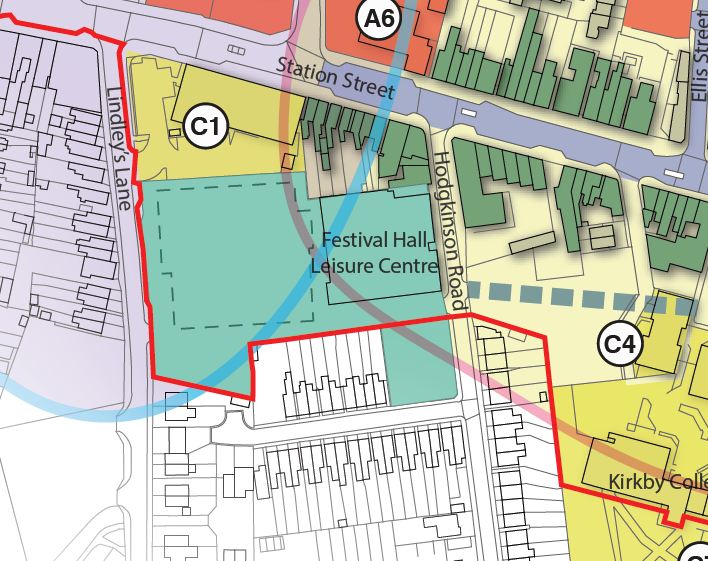 A6
Station Street
Ellis Street
Lindley's Lane
C1
Hodgkinson Road
Festival Hall
Leisure Centre
C4
Kirkby Colle